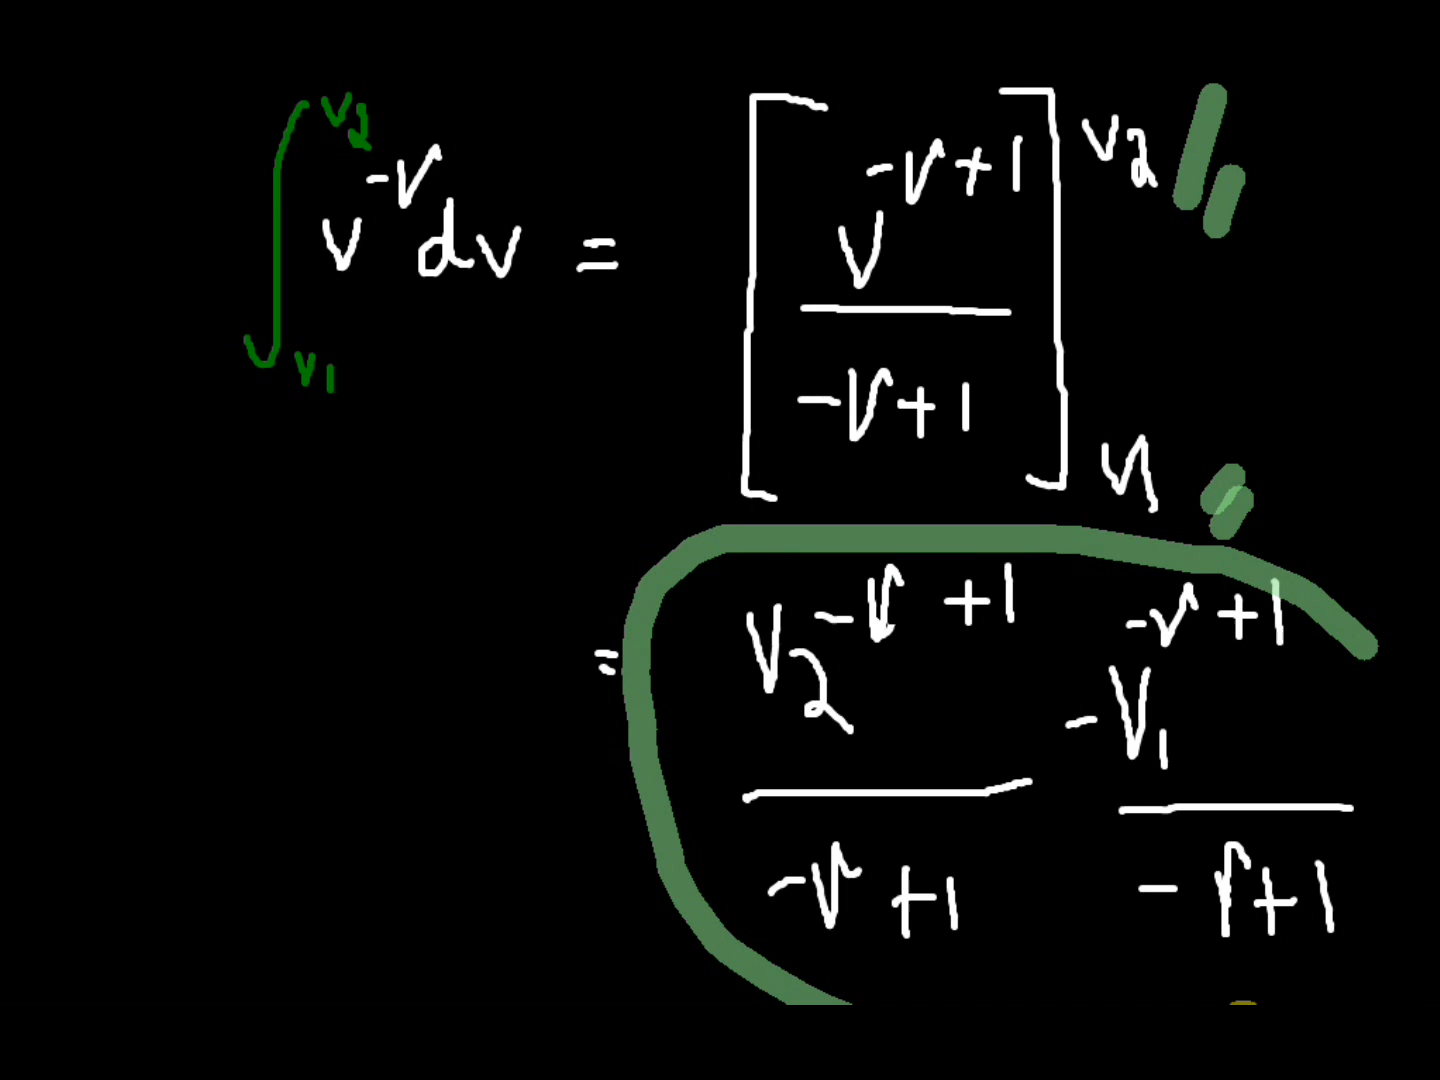 ∫_{v₁}^{v₂} v^{-r} dv = [ v^{-r+1} / -r+1 ]_{v₁}^{v₂}
= v₂^{-r+1} / -r+1 - v₁^{-r+1} / -r+1